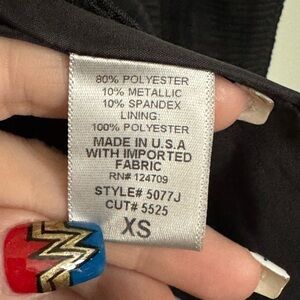 80% POLYESTER
10% METALLIC
10% SPANDEX
LINING:
100% POLYESTER
MADE IN U.S.A
WITH IMPORTED
FABRIC
RN# 124709
STYLE# 5077J
CUT# 5525
XS